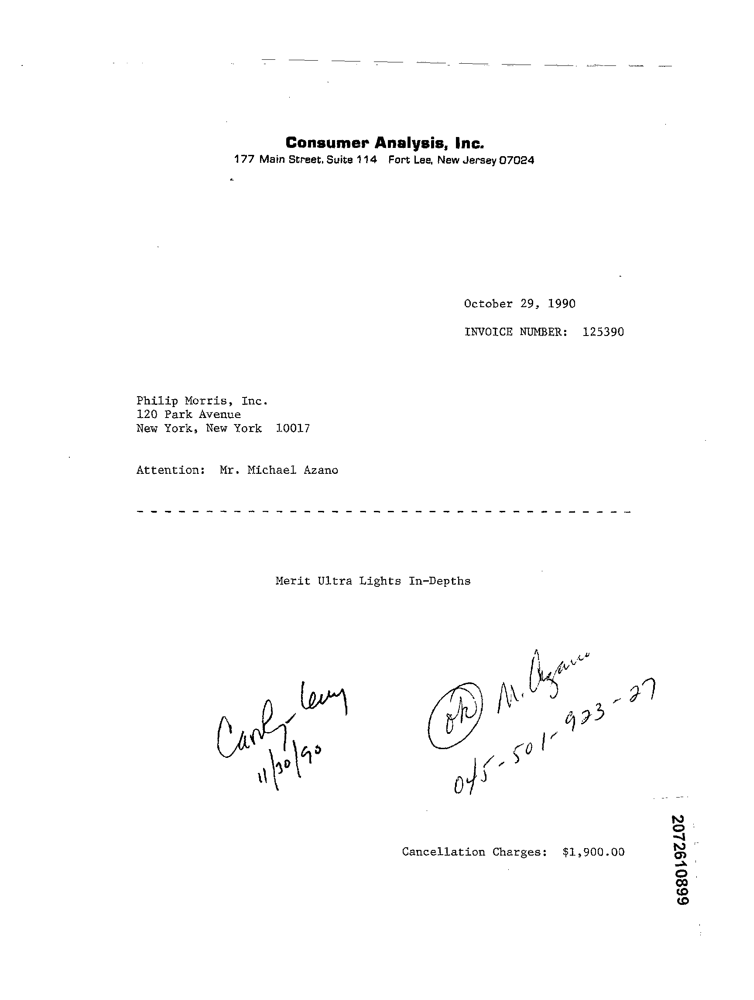 Consumer Analysis, Inc.
177 Main Street, Suite 114 Fort Lee, New Jersey 07024
October 29, 1990
INVOICE NUMBER: 125390
Philip Morris, Inc.
120 Park Avenue
New York, New York 10017
Attention: Mr. Michael Azano
Merit Ultra Lights In-Depths
Levy
11/30/90
ok M. Azano
045-501-923-27
Cancellation Charges: $1,900.00
2072610899